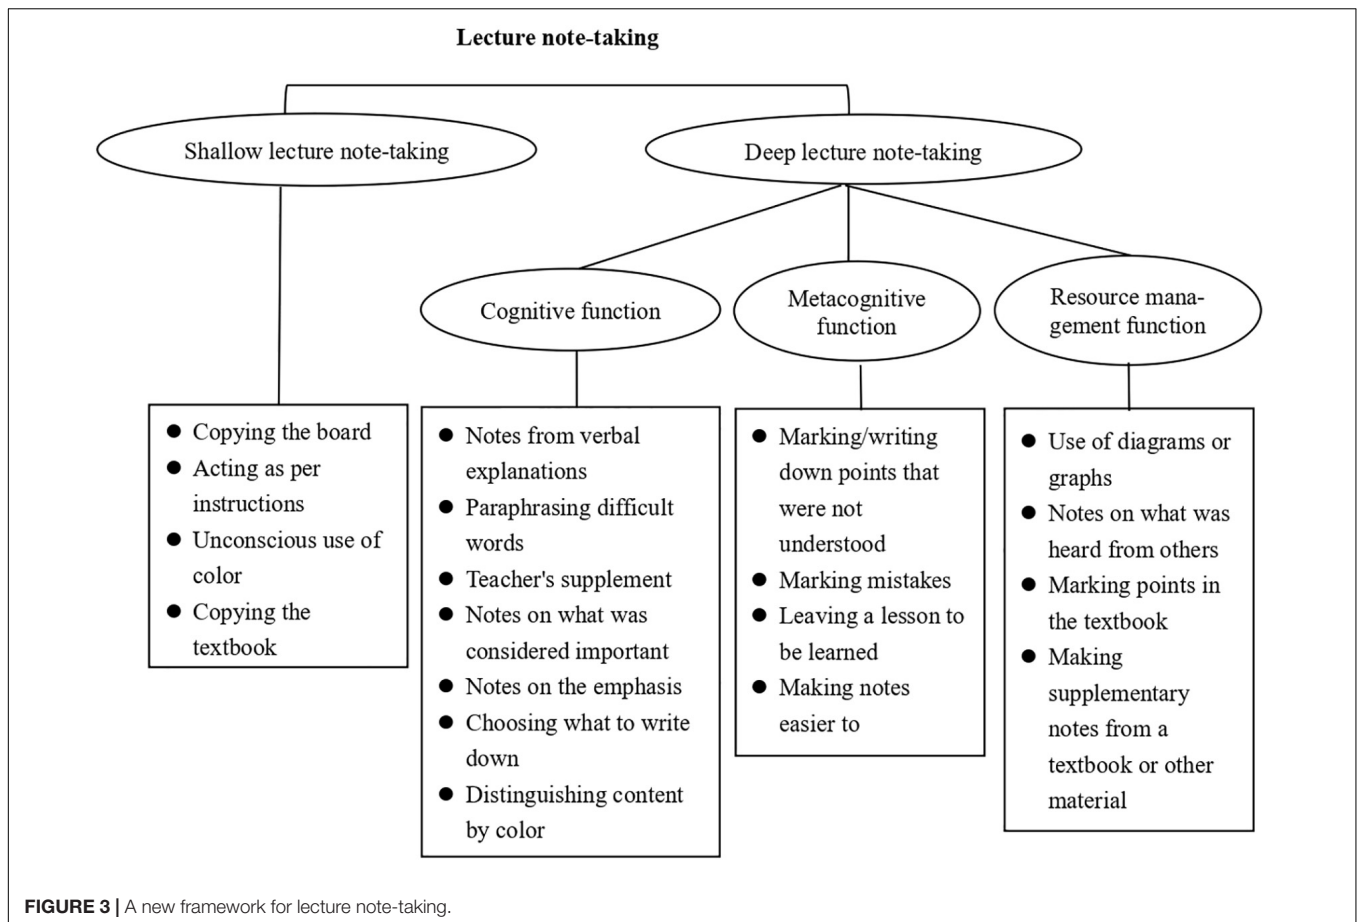 Lecture note-taking
Shallow lecture note-taking
Deep lecture note-taking
Cognitive function
Metacognitive
function
Resource mana-
gement function
● Copying the board
● Acting as per
instructions
● Unconscious use of
color
● Copying the
textbook
● Notes from verbal
explanations
● Paraphrasing difficult
words
● Teacher's supplement
● Notes on what was
considered important
● Notes on the emphasis
● Choosing what to write
down
● Distinguishing content
by color
● Marking/writing
down points that
were not
understood
● Marking mistakes
● Leaving a lesson to
be learned
● Making notes
easier to
● Use of diagrams or
graphs
● Notes on what was
heard from others
● Marking points in
the textbook
● Making
supplementary
notes from a
textbook or other
material
FIGURE 3 | A new framework for lecture note-taking.